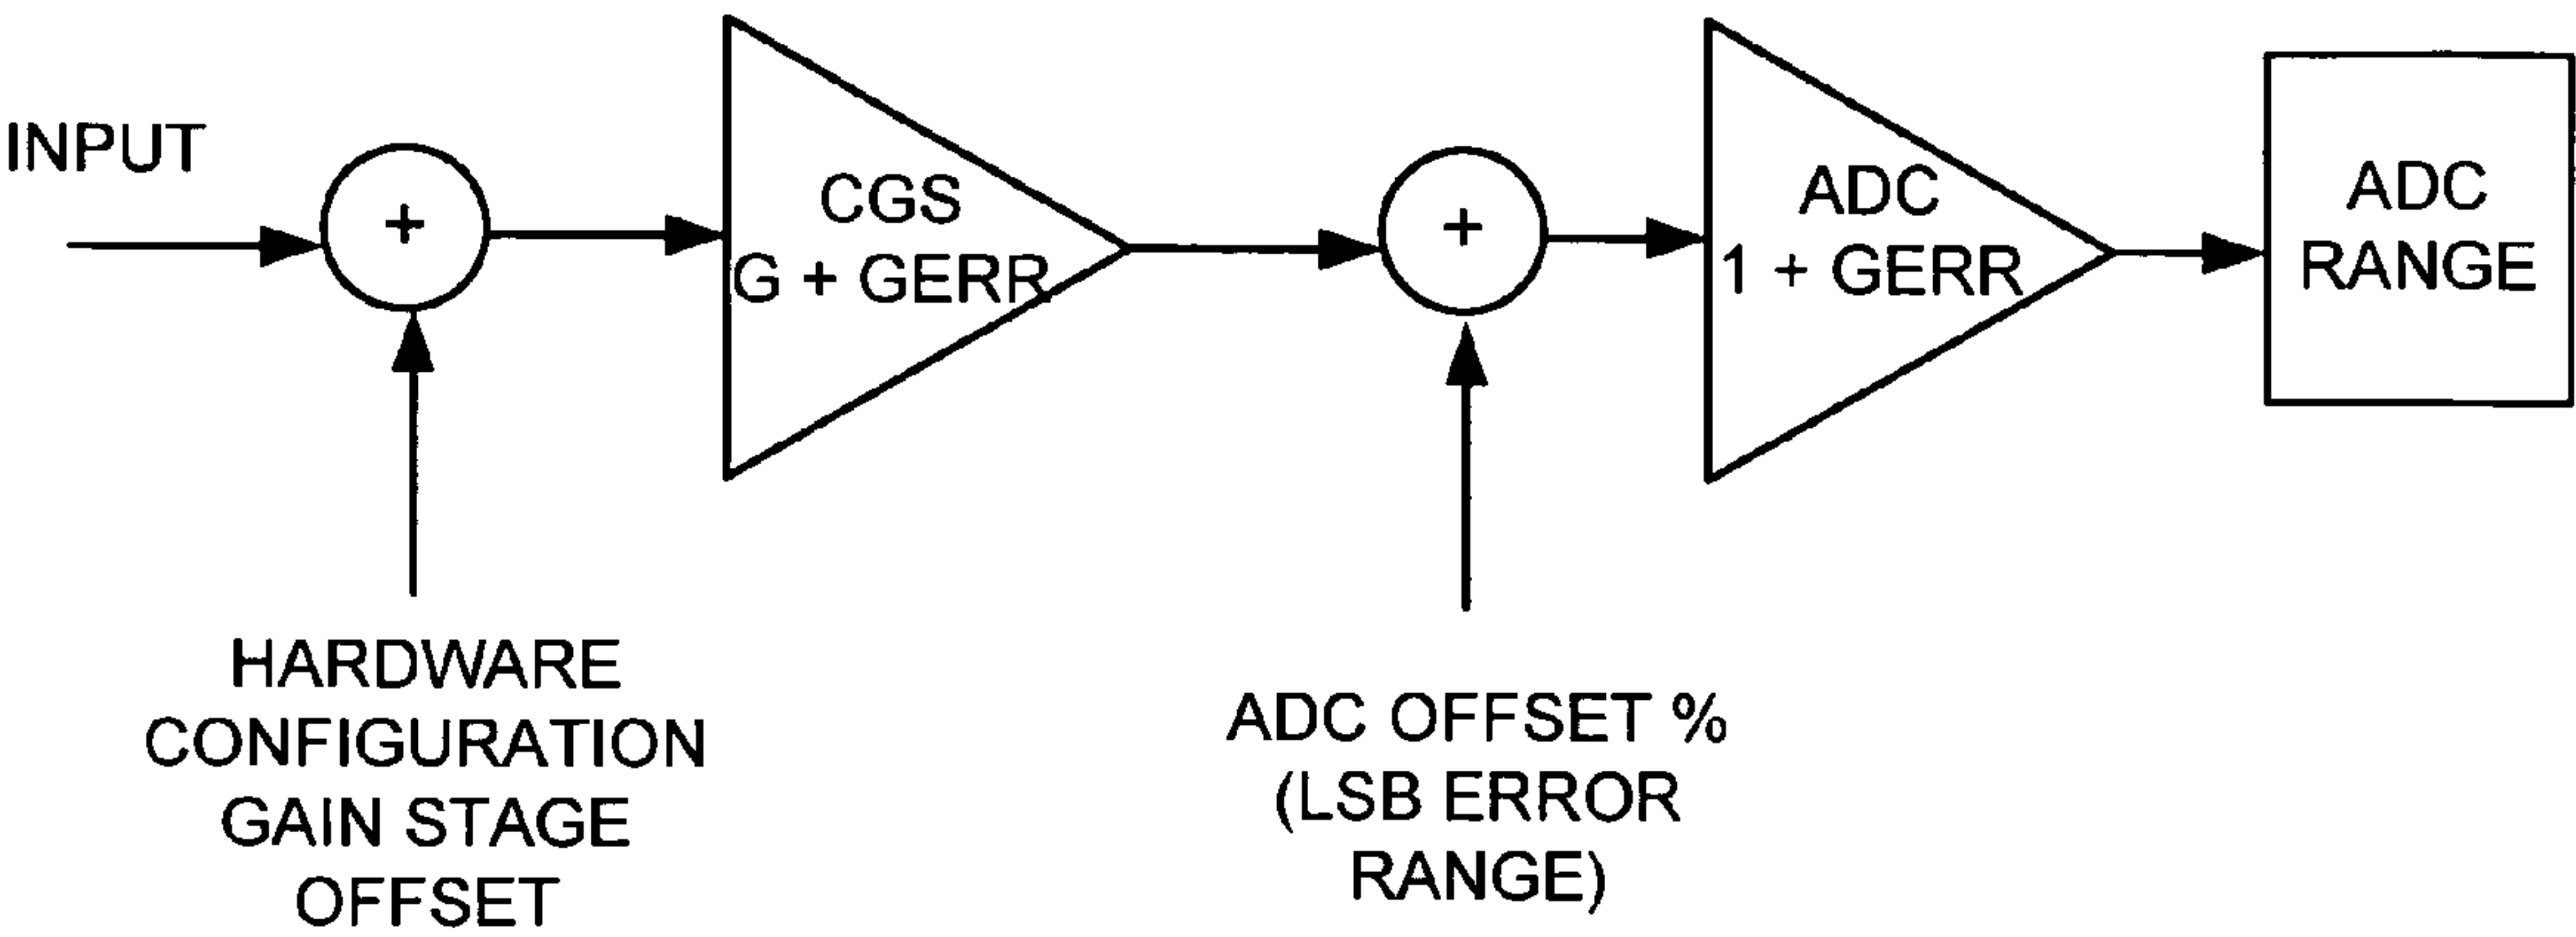 INPUT
+
CGS
G + GERR
+
ADC
1 + GERR
ADC
RANGE
HARDWARE
CONFIGURATION
GAIN STAGE
OFFSET
ADC OFFSET %
(LSB ERROR
RANGE)